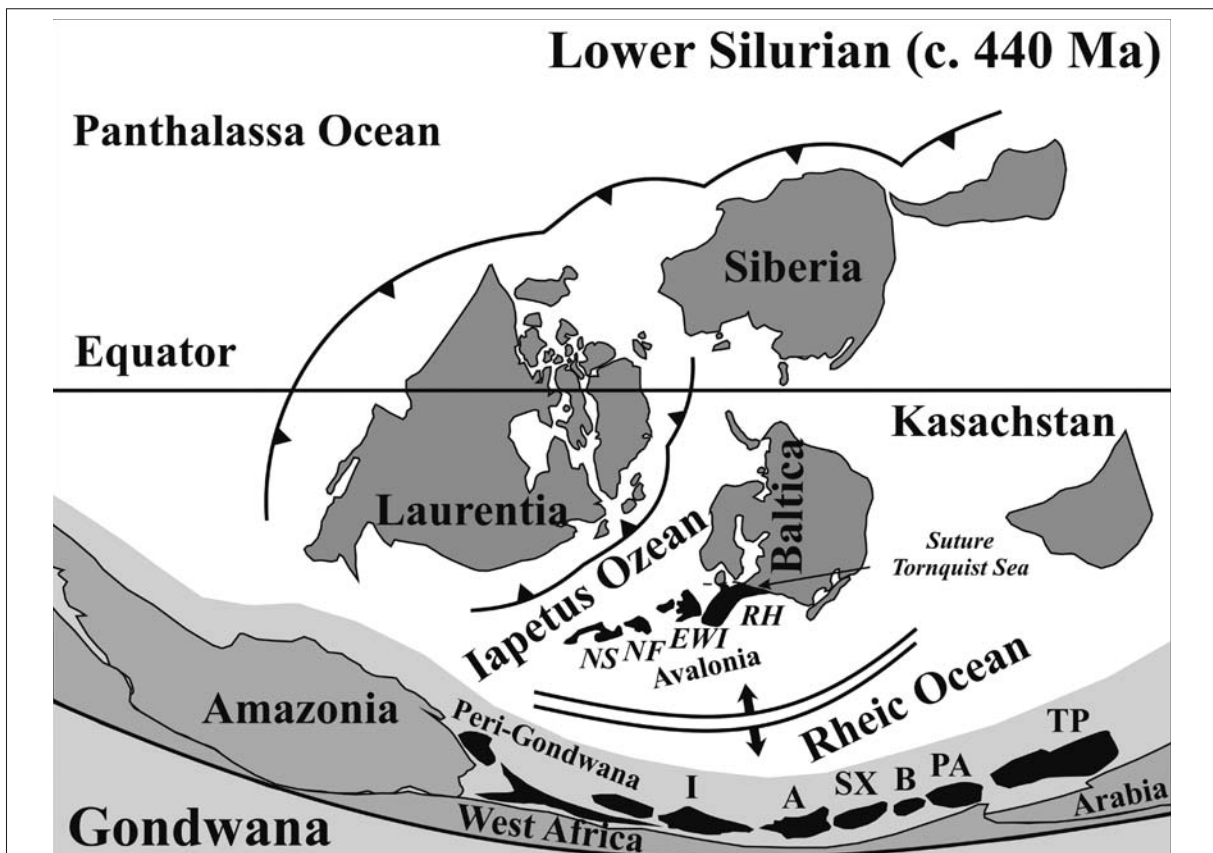 Lower Silurian (c. 440 Ma)
Panthalassa Ocean
Siberia
Equator
Kasachstan
Laurentia
Baltica
Suture
Tornquist Sea
Iapetus Ozean
RH
EWI
NF
NS
Avalonia
Rheic Ocean
Amazonia
Peri-Gondwana
TP
PA
B
SX
A
I
Arabia
West Africa
Gondwana